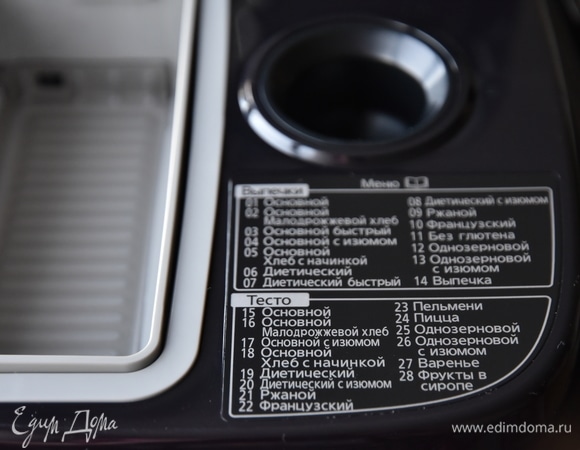 Меню
Выпечки
01 Основной
02 Основной
Малодрожжевой хлеб
03 Основной быстрый
04 Основной с изюмом
05 Основной
Хлеб с начинкой
06 Диетический
07 Диетический быстрый
08 Диетический с изюмом
09 Ржаной
10 Французский
11 Без глютена
12 Однозерновой
13 Однозерновой
с изюмом
14 Выпечка
Тесто
15 Основной
16 Основной
Малодрожжевой хлеб
17 Основной с изюмом
18 Основной
Хлеб с начинкой
19 Диетический
20 Диетический с изюмом
21 Ржаной
22 Французский
23 Пельмени
24 Пицца
25 Однозерновой
26 Однозерновой
с изюмом
27 Варенье
28 Фрукты в
сиропе
Едим Дома
www.edimdoma.ru